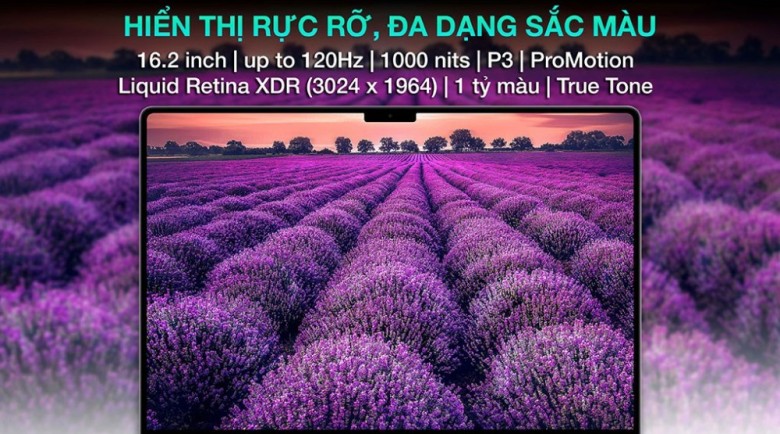 HIỂN THỊ RỰC RỠ, ĐA DẠNG SẮC MÀU
16.2 inch | up to 120Hz | 1000 nits | P3 | ProMotion
Liquid Retina XDR (3024 x 1964) | 1 tỷ màu | True Tone